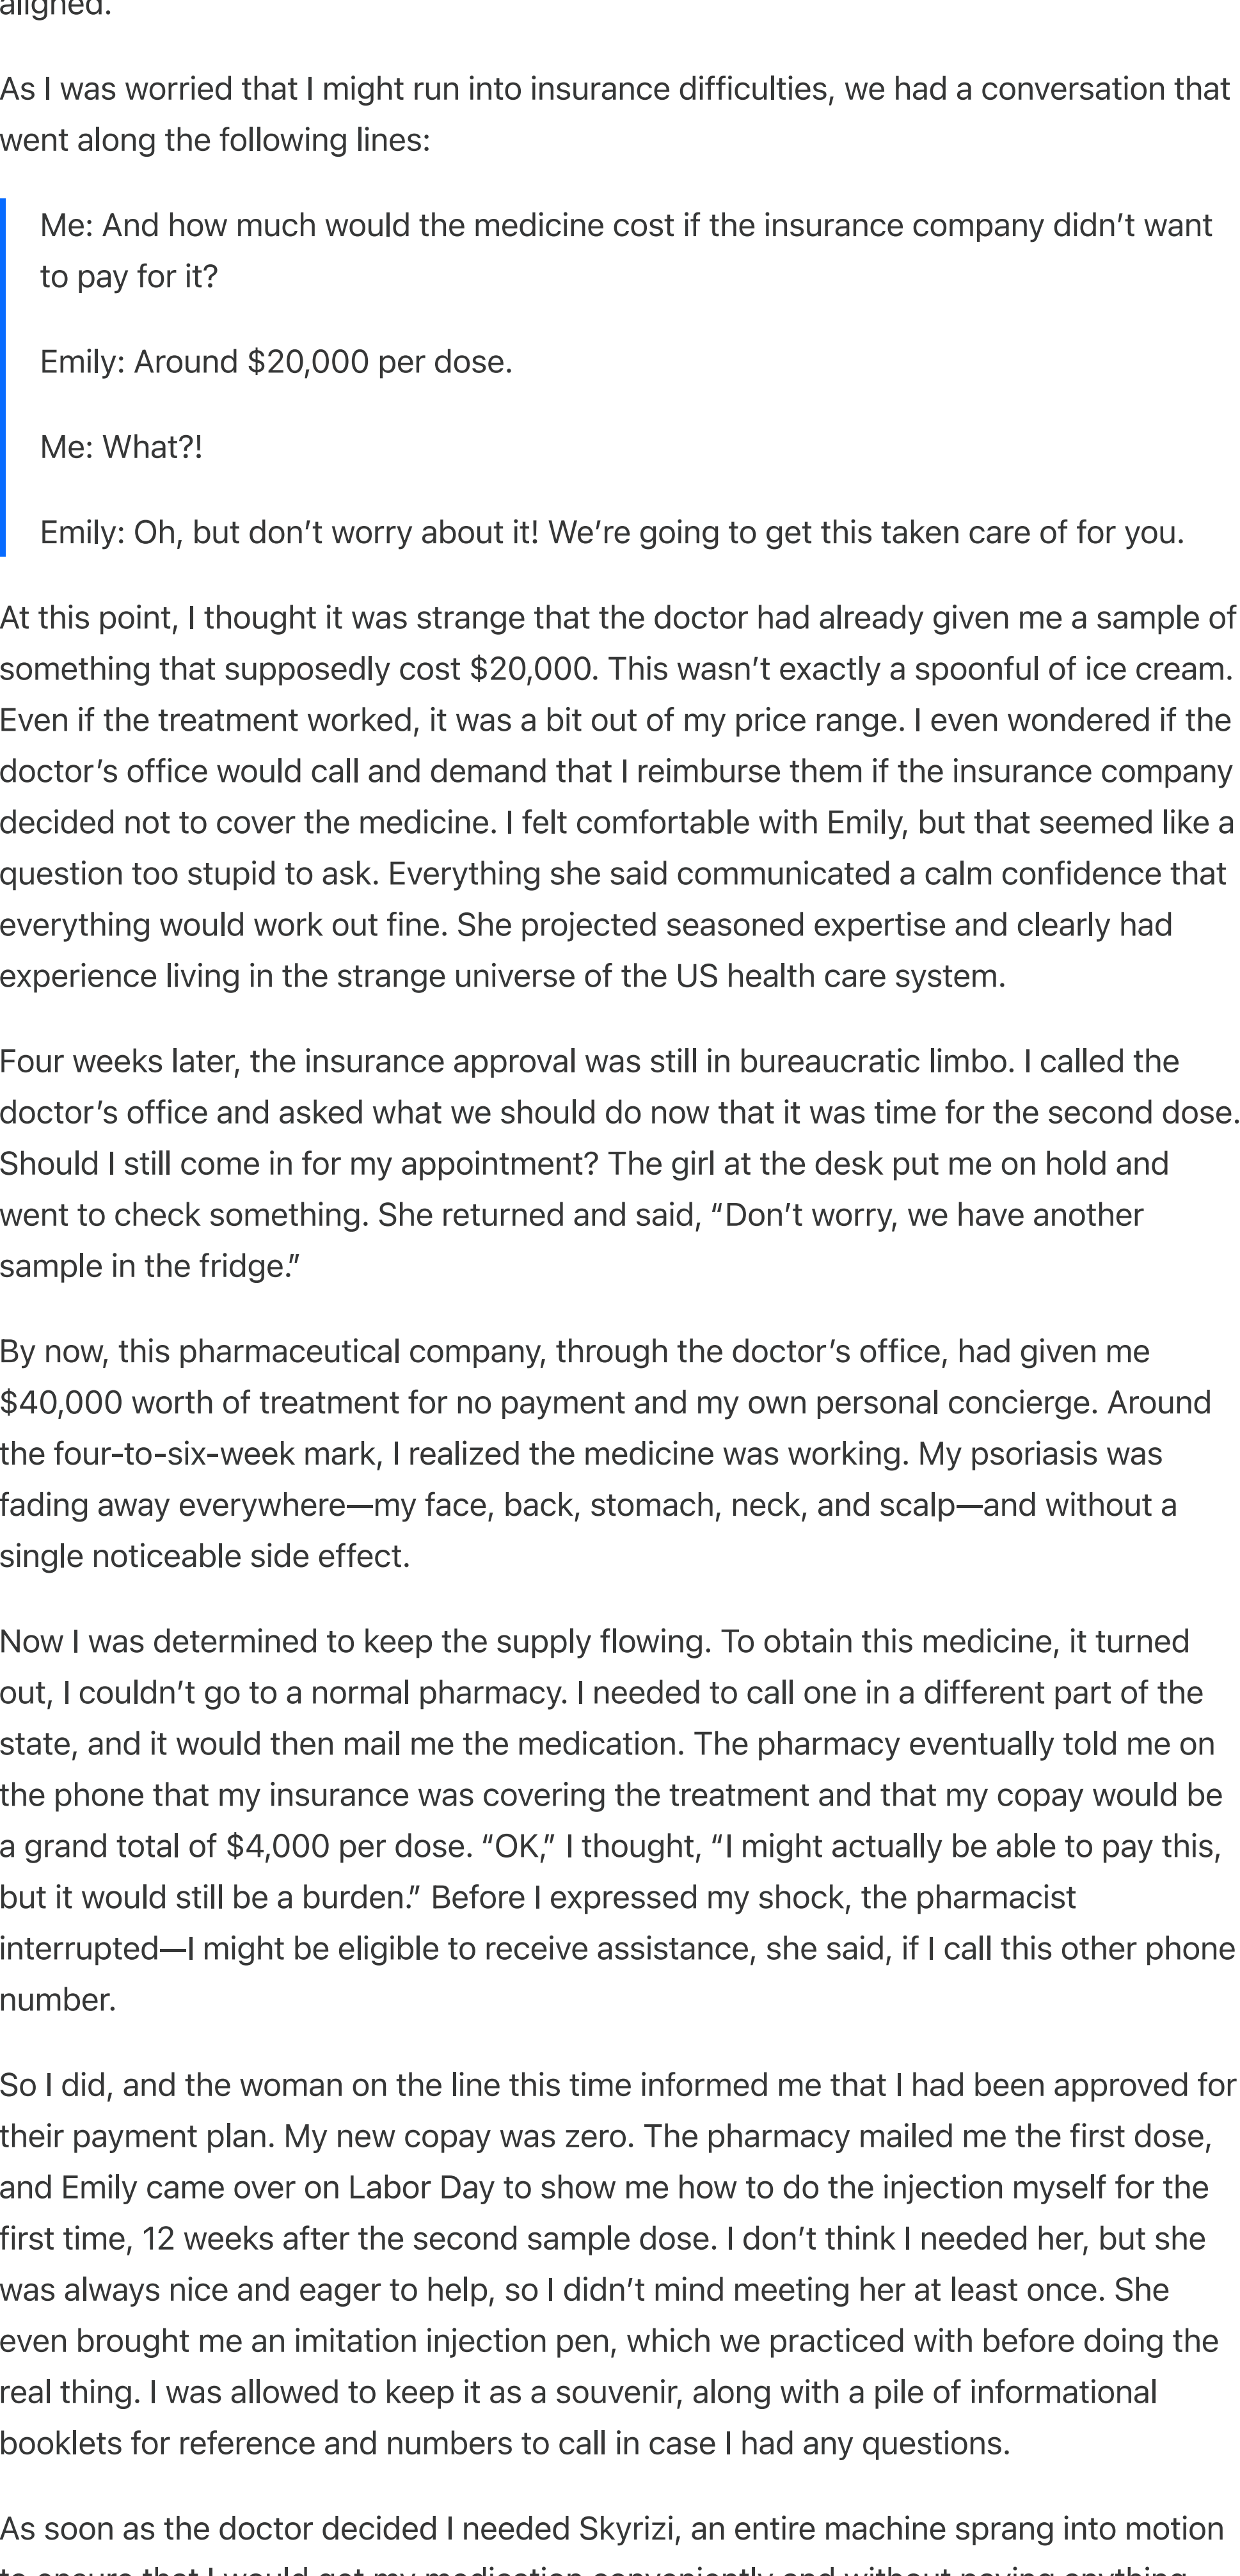 aligned.
As I was worried that I might run into insurance difficulties, we had a conversation that
went along the following lines:
Me: And how much would the medicine cost if the insurance company didn’t want
to pay for it?
Emily: Around $20,000 per dose.
Me: What?!
Emily: Oh, but don’t worry about it! We’re going to get this taken care of for you.
At this point, I thought it was strange that the doctor had already given me a sample of
something that supposedly cost $20,000. This wasn’t exactly a spoonful of ice cream.
Even if the treatment worked, it was a bit out of my price range. I even wondered if the
doctor’s office would call and demand that I reimburse them if the insurance company
decided not to cover the medicine. I felt comfortable with Emily, but that seemed like a
question too stupid to ask. Everything she said communicated a calm confidence that
everything would work out fine. She projected seasoned expertise and clearly had
experience living in the strange universe of the US health care system.
Four weeks later, the insurance approval was still in bureaucratic limbo. I called the
doctor’s office and asked what we should do now that it was time for the second dose.
Should I still come in for my appointment? The girl at the desk put me on hold and
went to check something. She returned and said, “Don’t worry, we have another
sample in the fridge.”
By now, this pharmaceutical company, through the doctor’s office, had given me
$40,000 worth of treatment for no payment and my own personal concierge. Around
the four-to-six-week mark, I realized the medicine was working. My psoriasis was
fading away everywhere—my face, back, stomach, neck, and scalp—and without a
single noticeable side effect.
Now I was determined to keep the supply flowing. To obtain this medicine, it turned
out, I couldn’t go to a normal pharmacy. I needed to call one in a different part of the
state, and it would then mail me the medication. The pharmacy eventually told me on
the phone that my insurance was covering the treatment and that my copay would be
a grand total of $4,000 per dose. “OK,” I thought, “I might actually be able to pay this,
but it would still be a burden.” Before I expressed my shock, the pharmacist
interrupted—I might be eligible to receive assistance, she said, if I call this other phone
number.
So I did, and the woman on the line this time informed me that I had been approved for
their payment plan. My new copay was zero. The pharmacy mailed me the first dose,
and Emily came over on Labor Day to show me how to do the injection myself for the
first time, 12 weeks after the second sample dose. I don’t think I needed her, but she
was always nice and eager to help, so I didn’t mind meeting her at least once. She
even brought me an imitation injection pen, which we practiced with before doing the
real thing. I was allowed to keep it as a souvenir, along with a pile of informational
booklets for reference and numbers to call in case I had any questions.
As soon as the doctor decided I needed Skyrizi, an entire machine sprang into motion
to ensure that I would get my medication conveniently and without paying anything